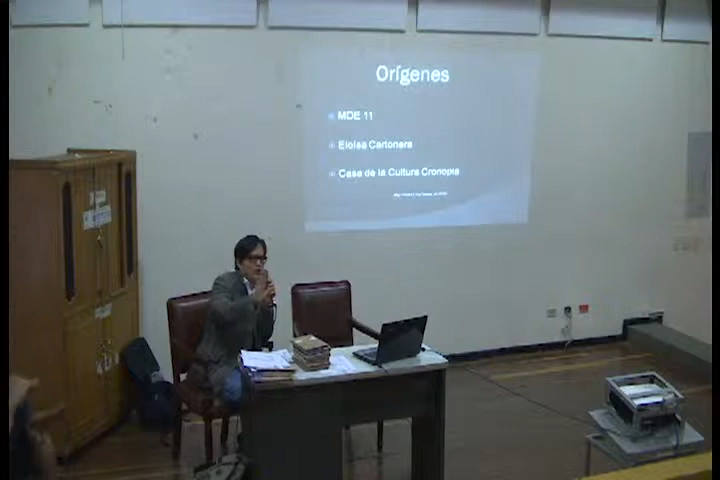 Orígenes
MDE 11
Eloísa Cartonera
Casa de la Cultura Cronopia